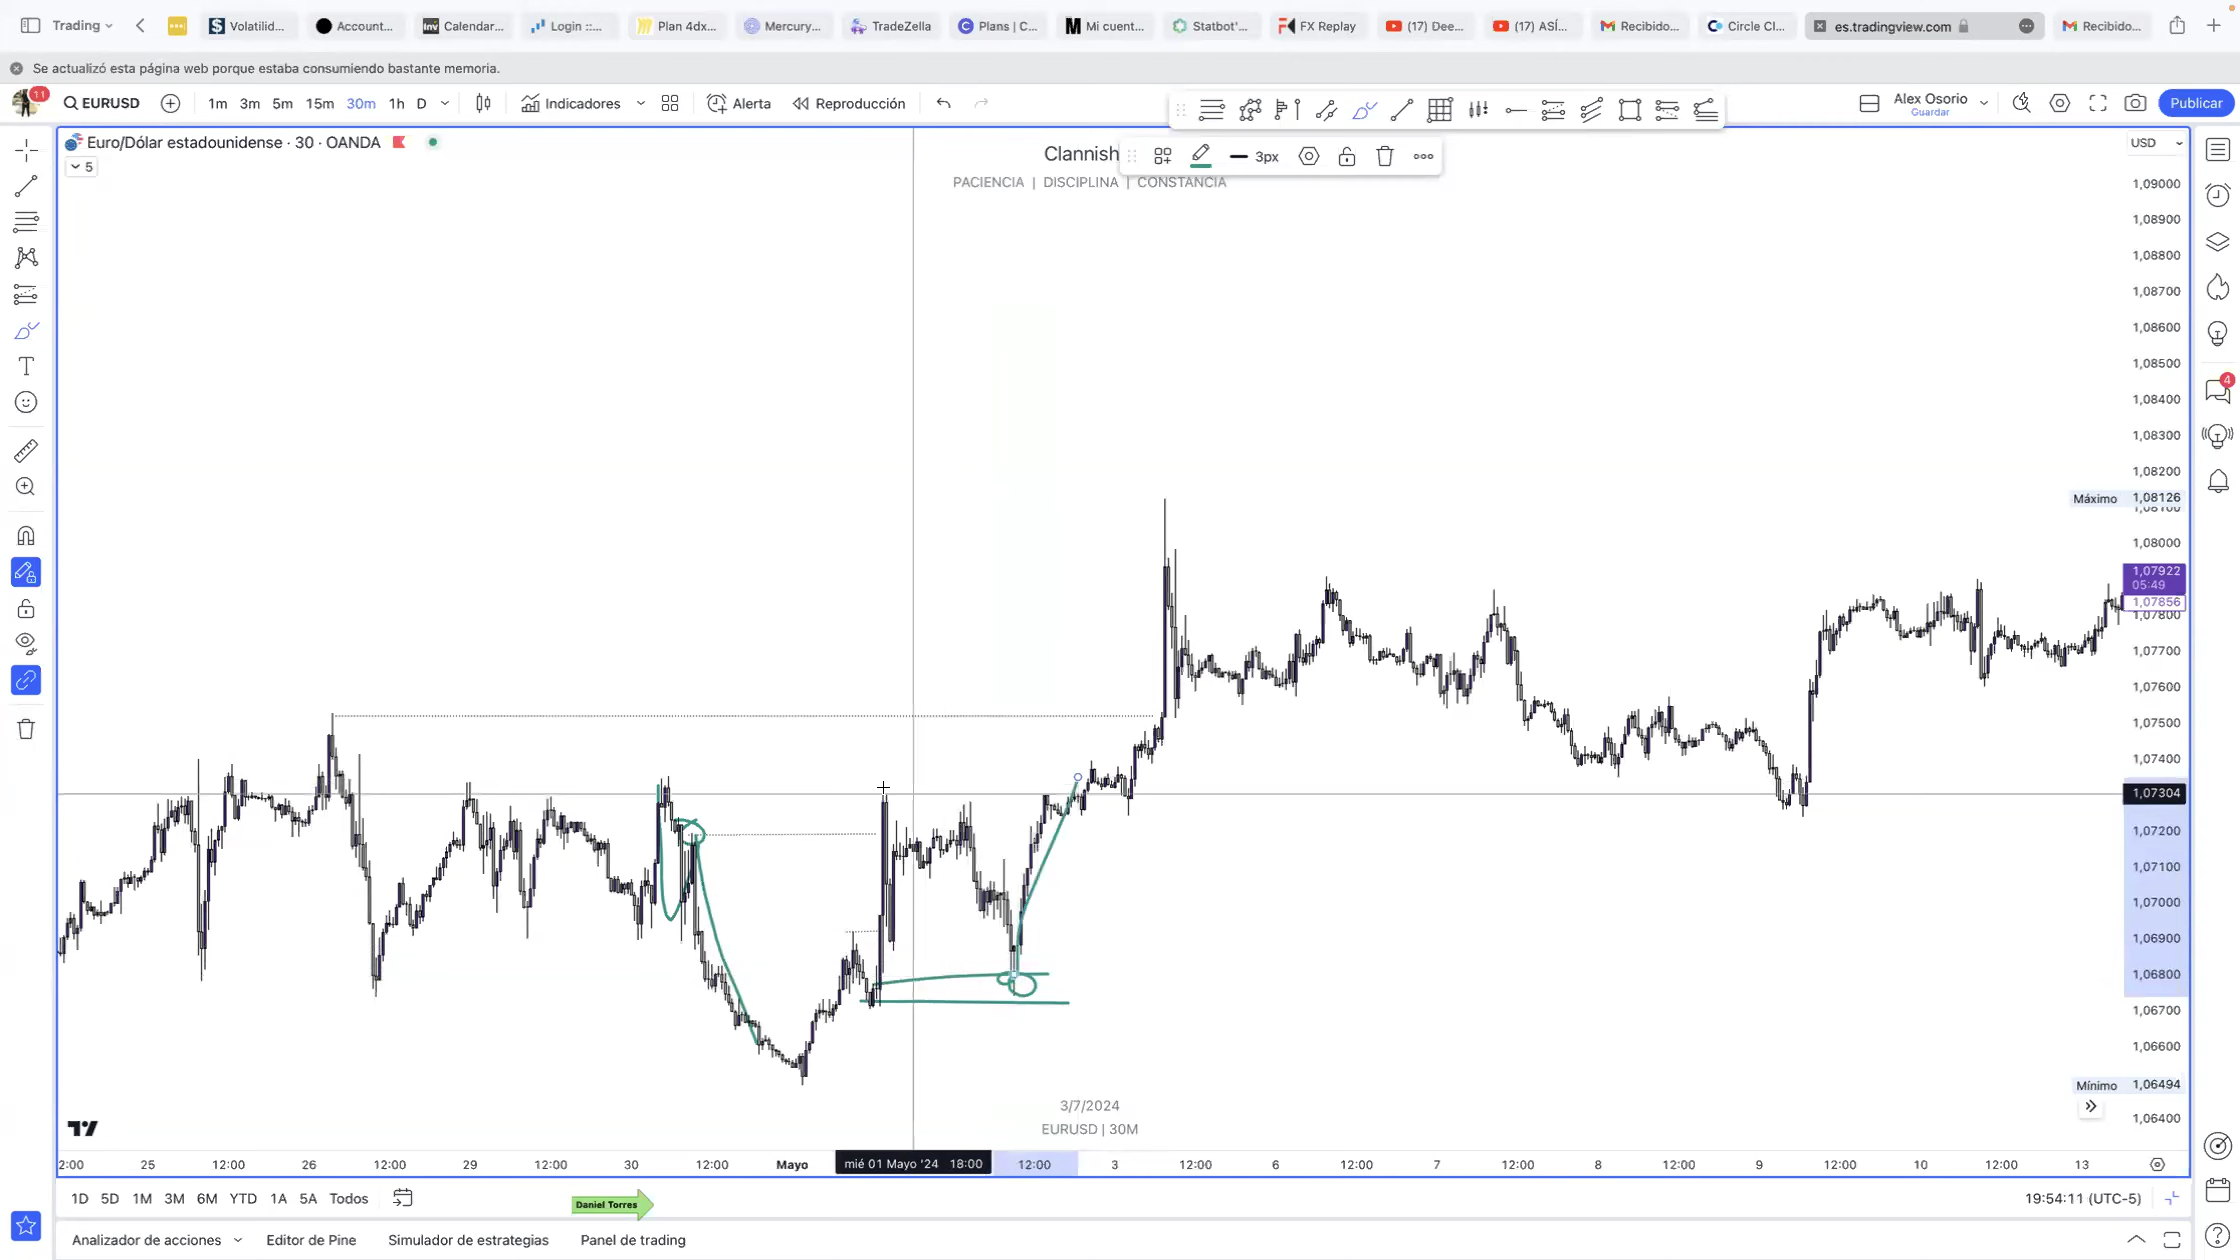 Trading
Volatilid...
Account...
Inv
Calendar...
Login ::...
Plan 4dx...
Mercury...
TradeZella
Plans | C...
Mi cuent...
Statbot'...
FX Replay
(17) Dee...
(17) ASÍ...
Recibido...
Circle Cl...
es.tradingview.com
Recibido...
Se actualizó esta página web porque estaba consumiendo bastante memoria.
11
EURUSD
1m 3m 5m 15m 30m 1h D
Indicadores
Alerta
Reproducción
Alex Osorio
Guardar
Publicar
Euro/Dólar estadounidense · 30 · OANDA
5
Clannish
3px
PACIENCIA | DISCIPLINA | CONSTANCIA
USD
1,09000
1,08900
1,08800
1,08700
1,08600
1,08500
1,08400
4
1,08300
1,08200
Máximo 1,08126
1,08100
1,08000
1,07922
05:49
1,07856
1,07800
1,07700
1,07600
1,07500
1,07400
1,07304
1,07200
1,07100
1,07000
1,06900
1,06800
1,06700
1,06600
Mínimo 1,06494
1,06400
3/7/2024
EURUSD | 30M
2:00 25 12:00 26 12:00 29 12:00 30 12:00 Mayo mié 01 Mayo '24 18:00 12:00 3 12:00 6 12:00 7 12:00 8 12:00 9 12:00 10 12:00 13
1D 5D 1M 3M 6M YTD 1A 5A Todos
Daniel Torres
19:54:11 (UTC-5)
Analizador de acciones
Editor de Pine
Simulador de estrategias
Panel de trading